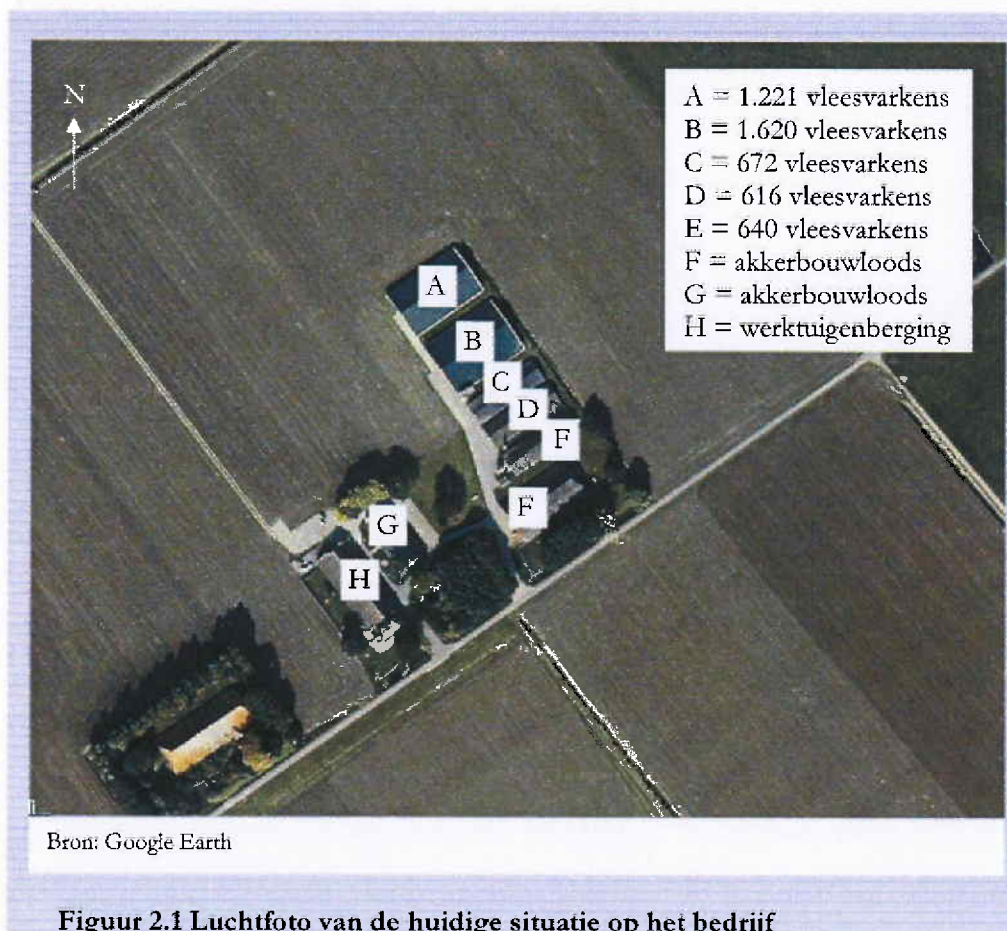 N
A = 1.221 vleesvarkens
B = 1.620 vleesvarkens
C = 672 vleesvarkens
D = 616 vleesvarkens
E = 640 vleesvarkens
F = akkerbouwloods
G = akkerbouwloods
H = werktuigenberging
A
B
C
D
F
F
G
H
Bron: Google Earth
Figuur 2.1 Luchtfoto van de huidige situatie op het bedrijf